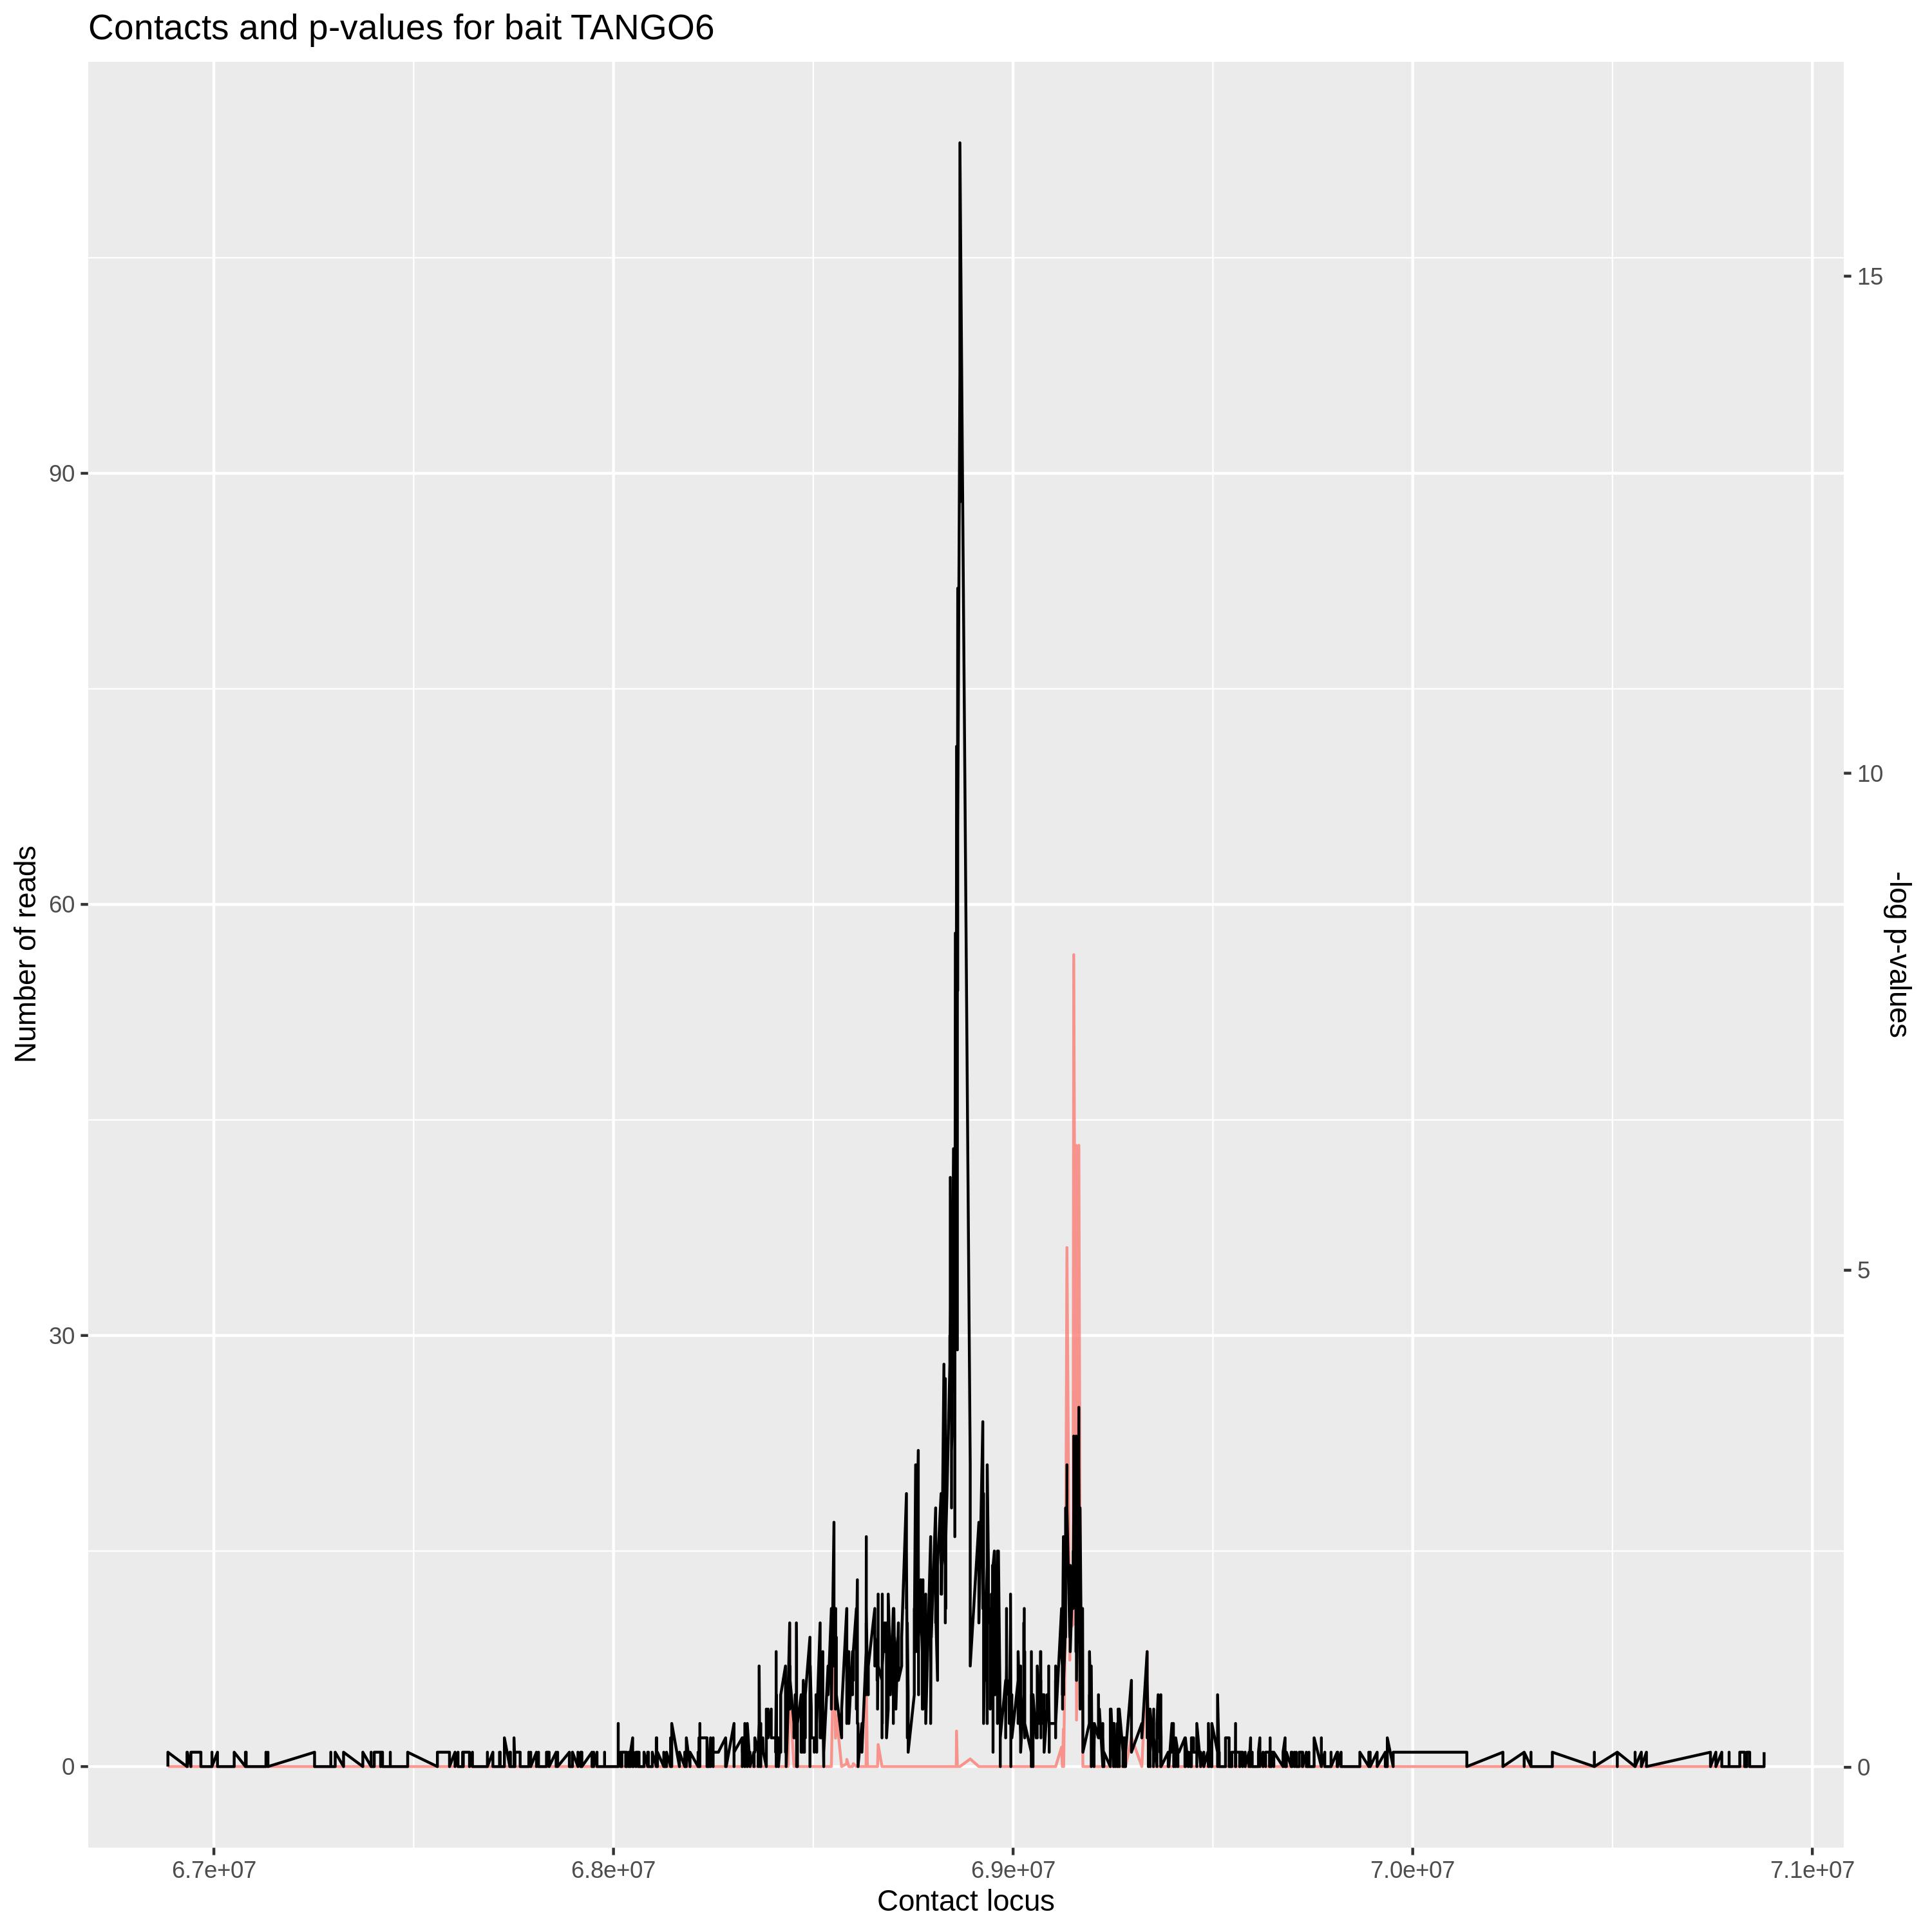 Contacts and p-values for bait TANGO6
Number of reads
90
60
30
0
15
10
5
0
-log p-values
6.7e+07 6.8e+07 6.9e+07 7.0e+07 7.1e+07
Contact locus